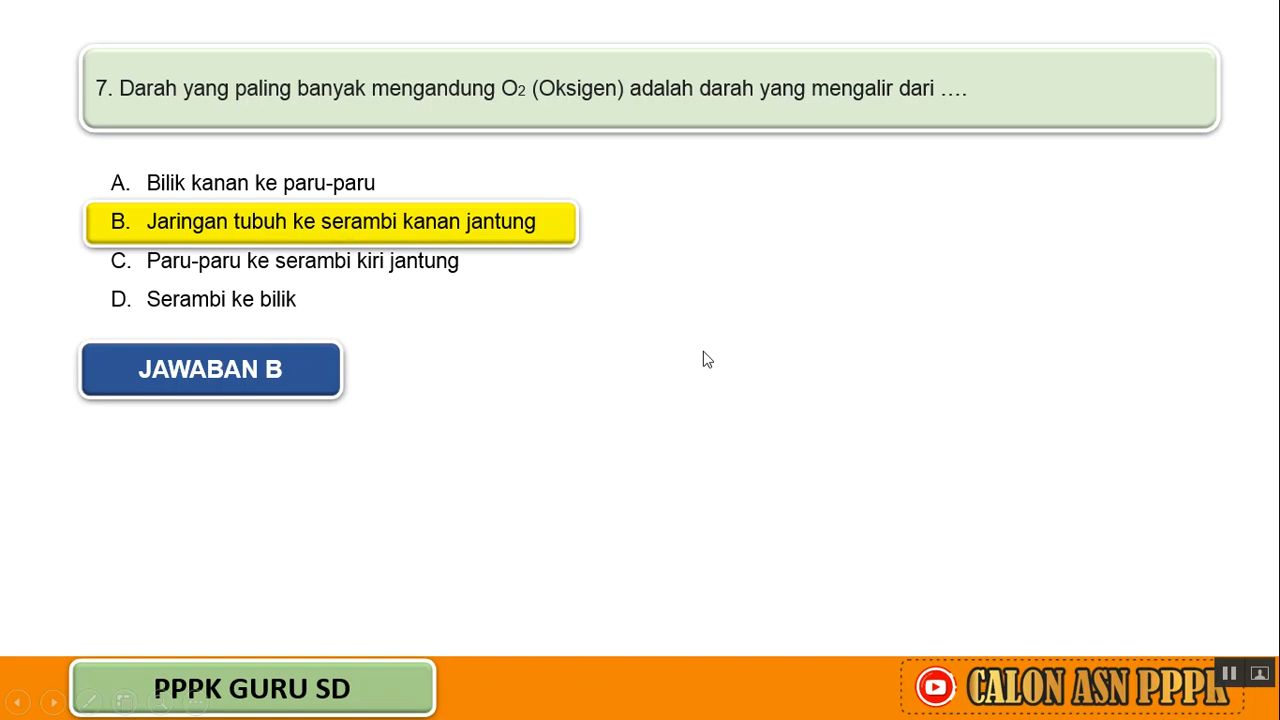 7. Darah yang paling banyak mengandung O₂ (Oksigen) adalah darah yang mengalir dari ....
A. Bilik kanan ke paru-paru
B. Jaringan tubuh ke serambi kanan jantung
C. Paru-paru ke serambi kiri jantung
D. Serambi ke bilik
JAWABAN B
PPPK GURU SD
CALON ASN PPPK